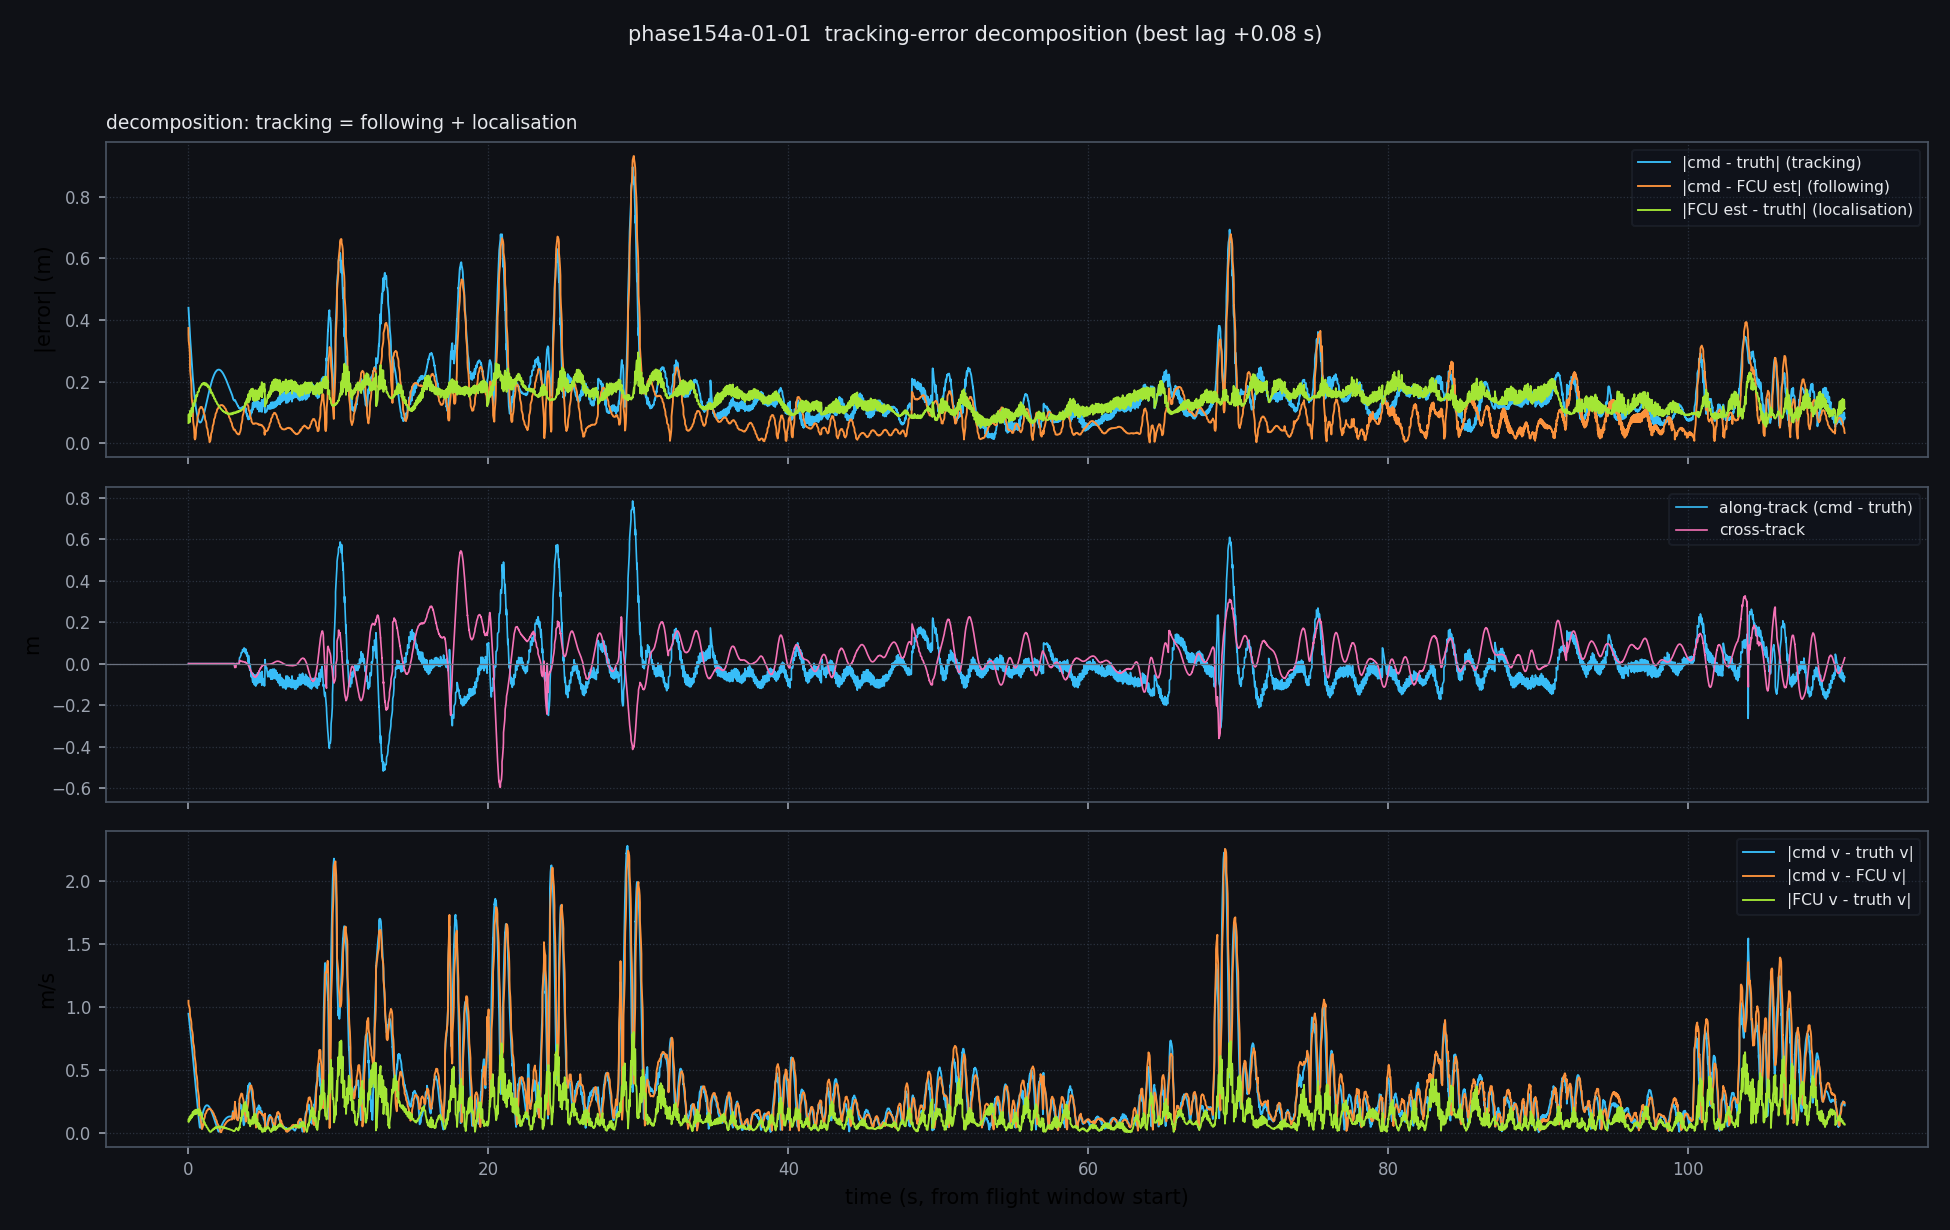 phase154a-01-01  tracking-error decomposition (best lag +0.08 s)
decomposition: tracking = following + localisation
|cmd - truth| (tracking)
|cmd - FCU est| (following)
|FCU est - truth| (localisation)
0.8
0.6
0.4
0.2
0.0
|error| (m)
along-track (cmd - truth)
cross-track
0.8
0.6
0.4
0.2
0.0
−0.2
−0.4
−0.6
m
|cmd v - truth v|
|cmd v - FCU v|
|FCU v - truth v|
2.0
1.5
1.0
0.5
0.0
m/s
0 20 40 60 80 100
time (s, from flight window start)